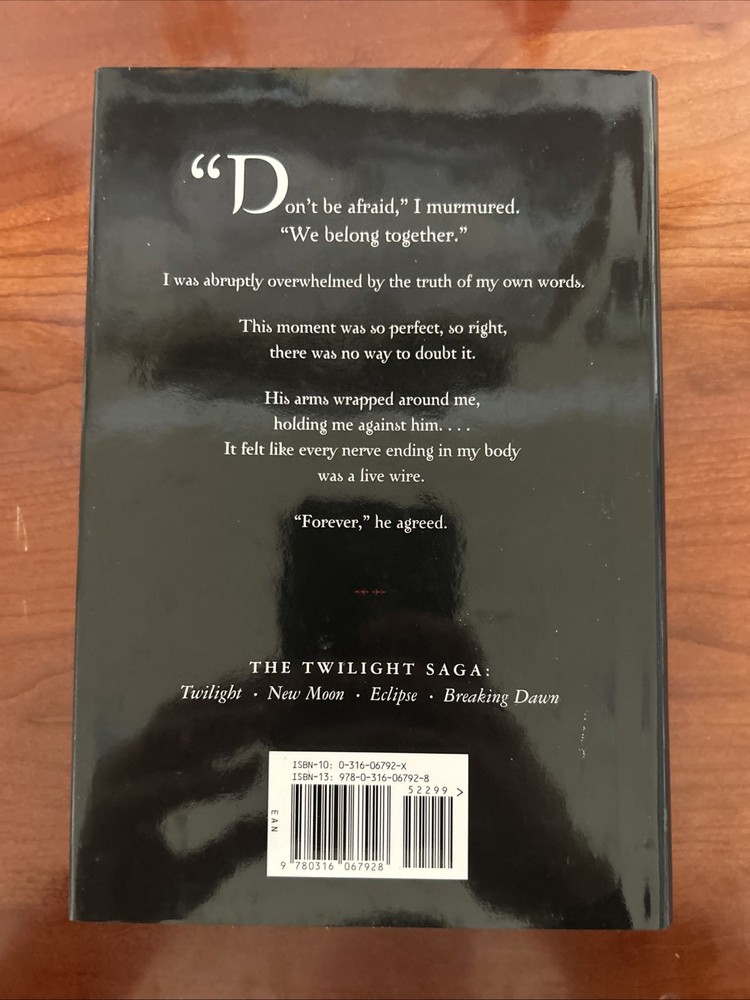 “Don’t be afraid,” I murmured.
“We belong together.”
I was abruptly overwhelmed by the truth of my own words.
This moment was so perfect, so right,
there was no way to doubt it.
His arms wrapped around me,
holding me against him. . . .
It felt like every nerve ending in my body
was a live wire.
“Forever,” he agreed.
THE TWILIGHT SAGA:
Twilight · New Moon · Eclipse · Breaking Dawn
ISBN-10: 0-316-06792-X
ISBN-13: 978-0-316-06792-8
52299 >
EAN
9 780316 067928